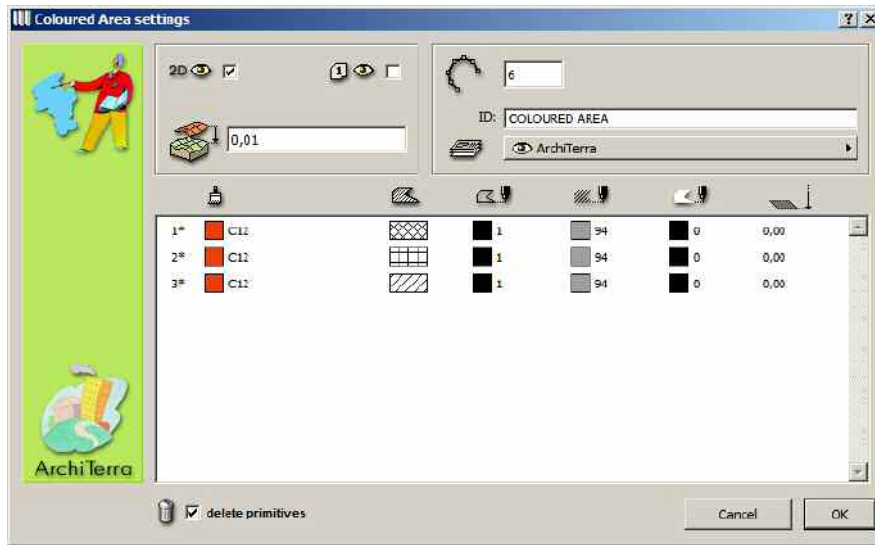 Coloured Area settings
2D
1
6
ID: COLOURED AREA
0,01
ArchiTerra
1* C12 1 94 0 0,00
2* C12 1 94 0 0,00
3* C12 1 94 0 0,00
ArchiTerra
delete primitives
Cancel OK